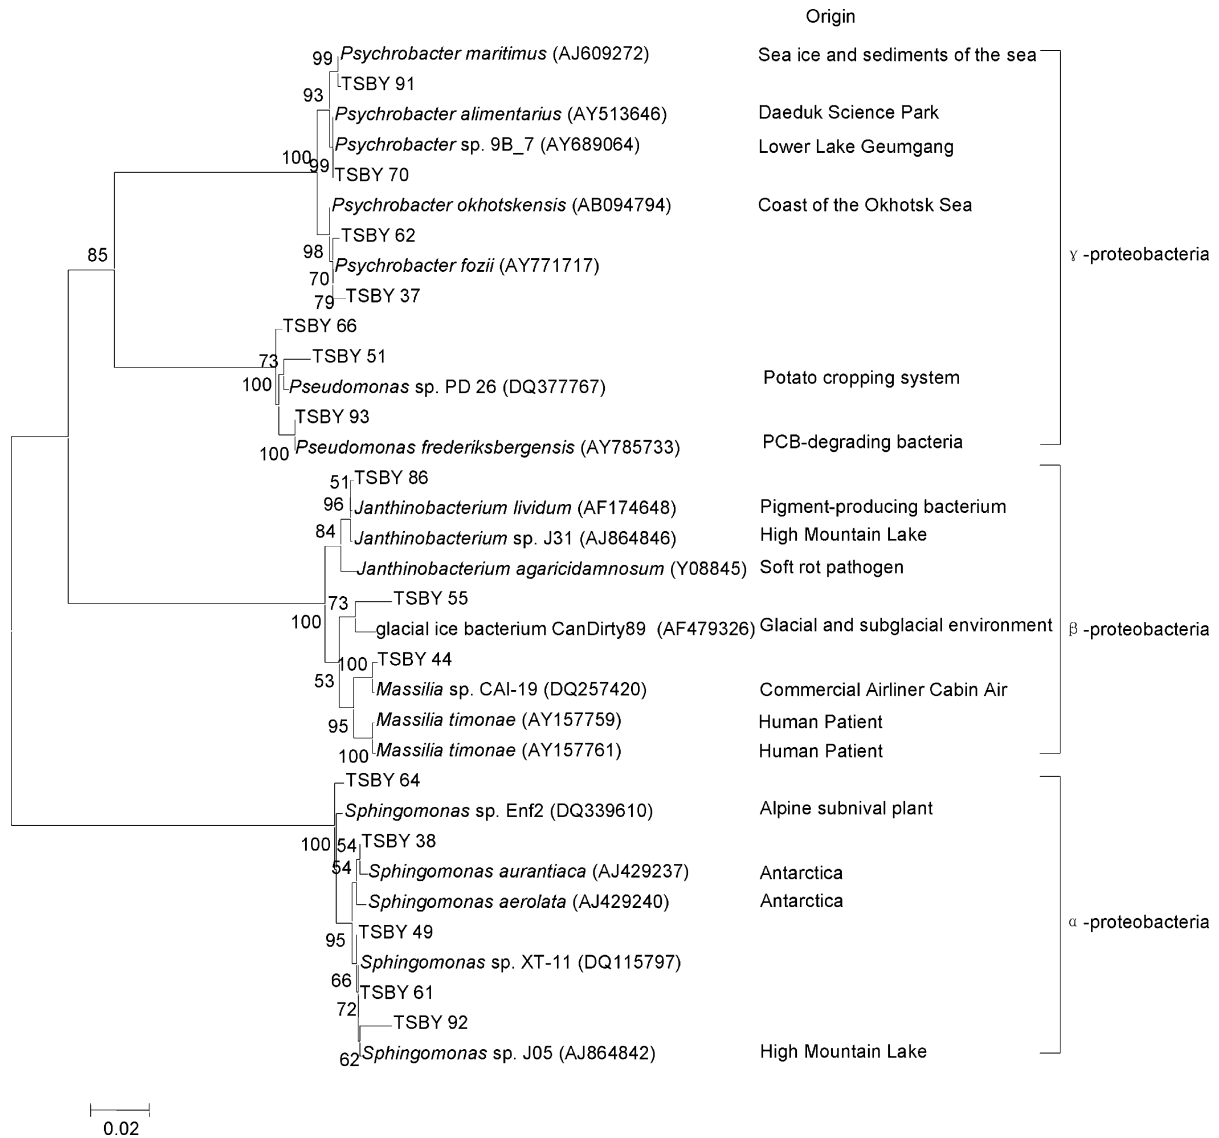 Origin
99 Psychrobacter maritimus (AJ609272) Sea ice and sediments of the sea
TSBY 91
93
Psychrobacter alimentarius (AY513646) Daeduk Science Park
Psychrobacter sp. 9B_7 (AY689064) Lower Lake Geumgang
100
99 TSBY 70
Psychrobacter okhotskensis (AB094794) Coast of the Okhotsk Sea
TSBY 62
98
85
ɣ -proteobacteria
Psychrobacter fozii (AY771717)
70
79 TSBY 37
TSBY 66
73 TSBY 51
100 Pseudomonas sp. PD 26 (DQ377767) Potato cropping system
TSBY 93
100 Pseudomonas frederiksbergensis (AY785733) PCB-degrading bacteria
51 TSBY 86
96 Janthinobacterium lividum (AF174648) Pigment-producing bacterium
84 Janthinobacterium sp. J31 (AJ864846) High Mountain Lake
Janthinobacterium agaricidamnosum (Y08845) Soft rot pathogen
73 TSBY 55
100
glacial ice bacterium CanDirty89 (AF479326) Glacial and subglacial environment
β -proteobacteria
100 TSBY 44
53 Massilia sp. CAI-19 (DQ257420) Commercial Airliner Cabin Air
95 Massilia timonae (AY157759) Human Patient
100 Massilia timonae (AY157761) Human Patient
TSBY 64
Sphingomonas sp. Enf2 (DQ339610) Alpine subnival plant
100 54 TSBY 38
54 Sphingomonas aurantiaca (AJ429237) Antarctica
Sphingomonas aerolata (AJ429240) Antarctica
α -proteobacteria
95 TSBY 49
Sphingomonas sp. XT-11 (DQ115797)
66
TSBY 61
72
TSBY 92
62 Sphingomonas sp. J05 (AJ864842) High Mountain Lake
0.02